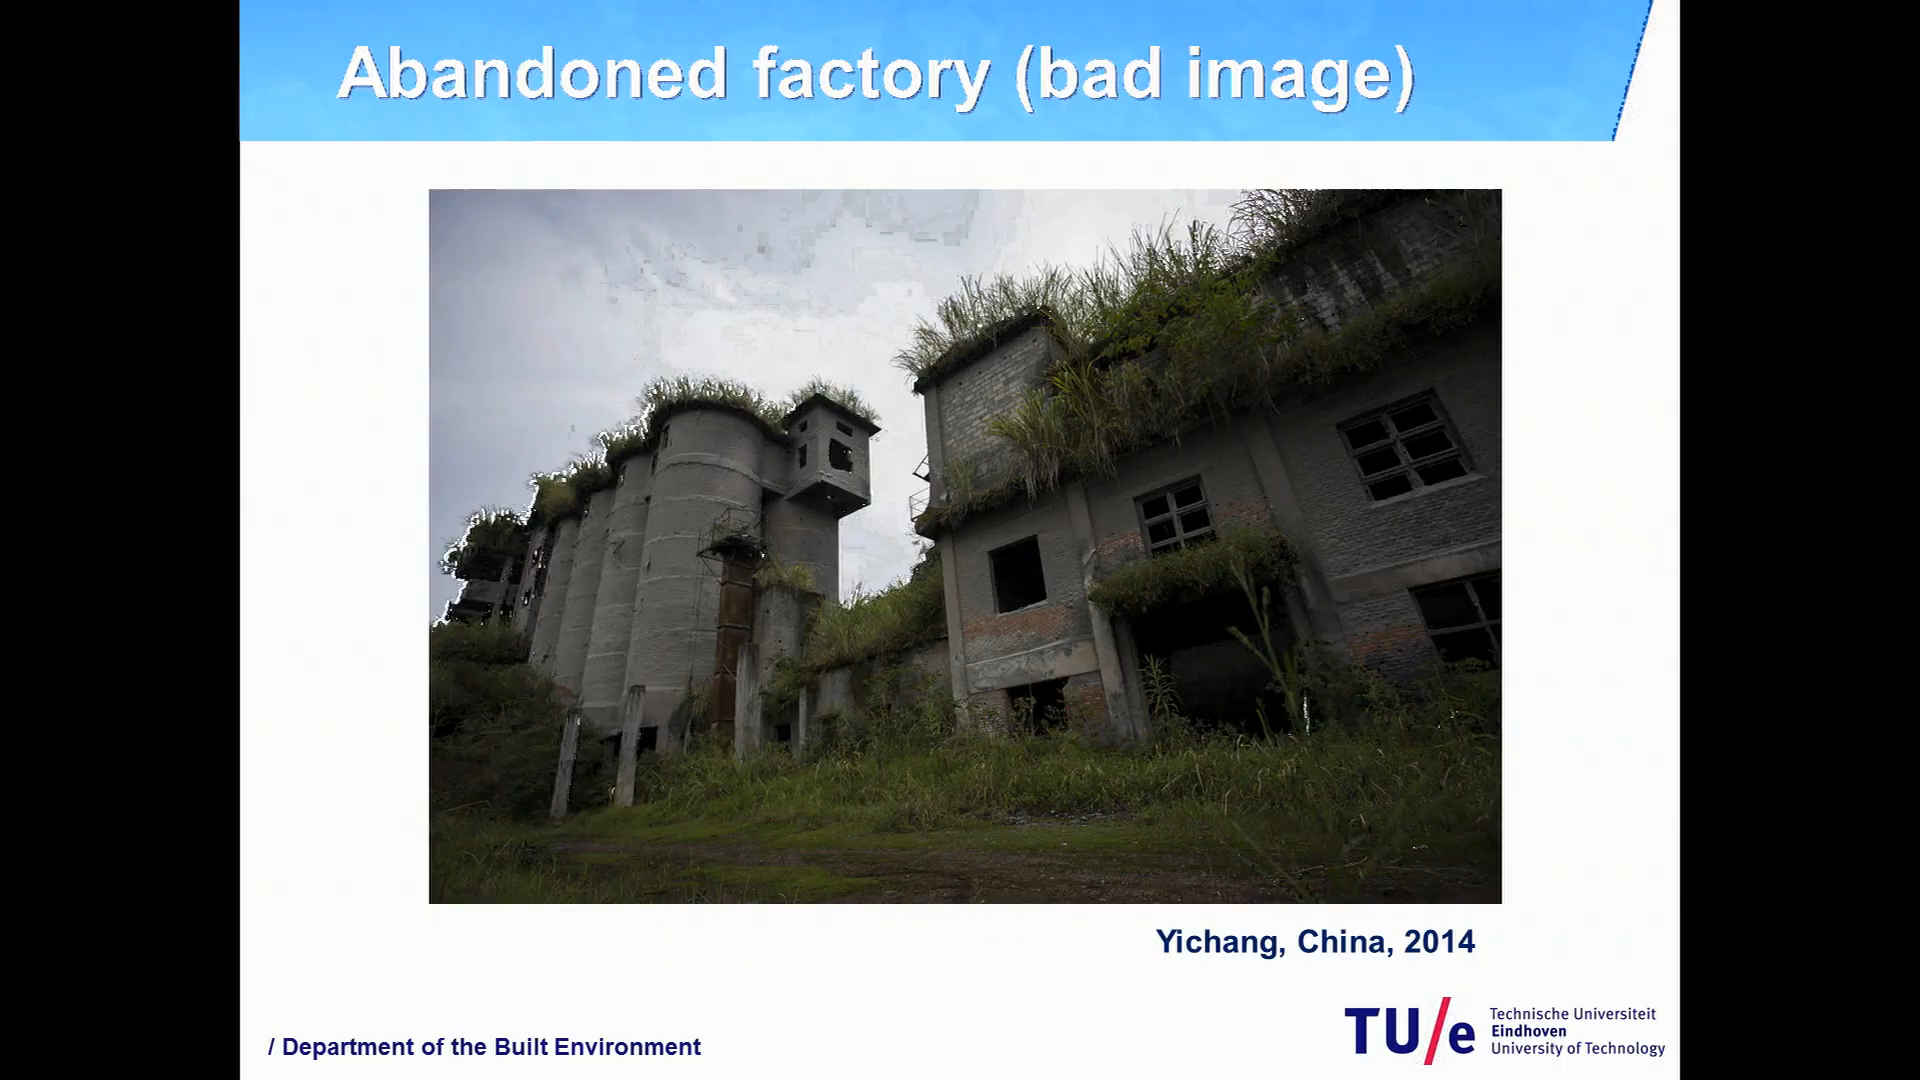 Abandoned factory (bad image)
Yichang, China, 2014
/ Department of the Built Environment
TU/e
Technische Universiteit
Eindhoven
University of Technology